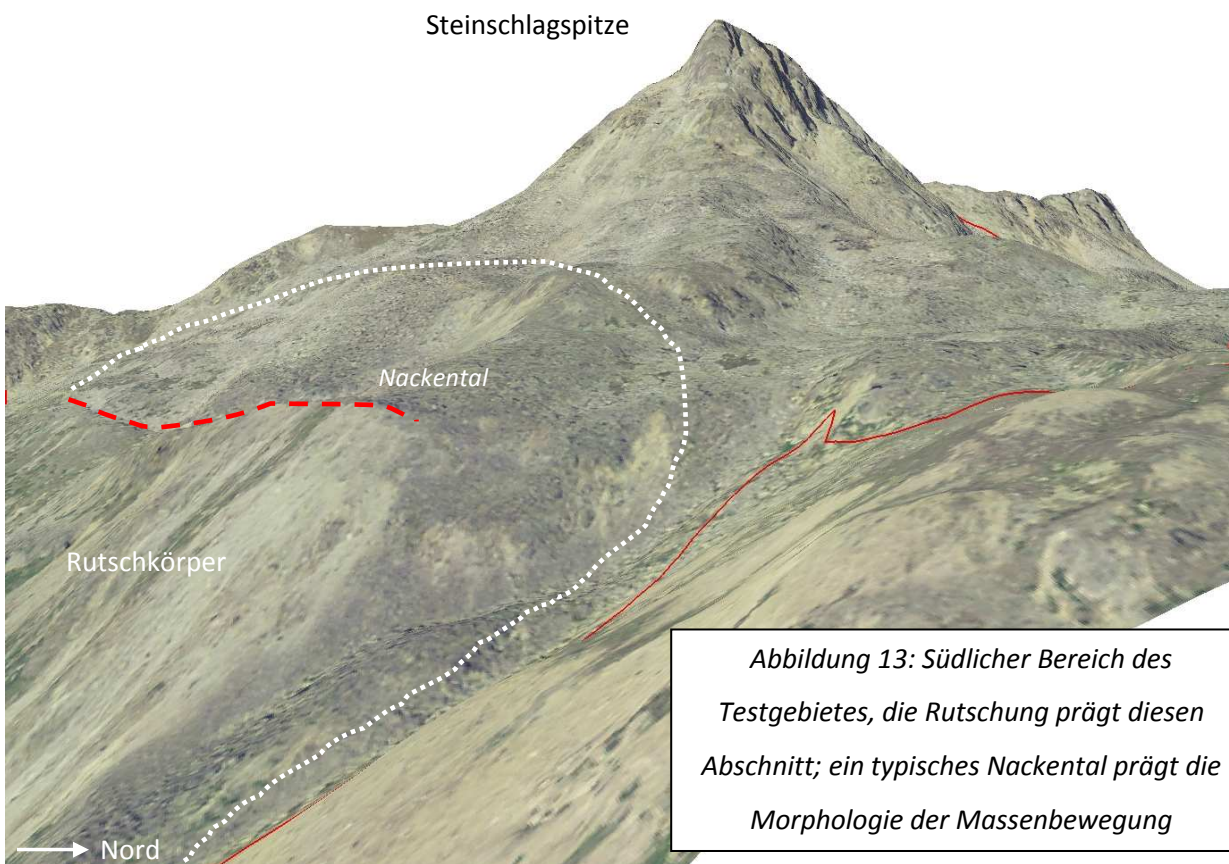 Steinschlagspitze
Nackental
Rutschkörper
Nord
Abbildung 13: Südlicher Bereich des
Testgebietes, die Rutschung prägt diesen
Abschnitt; ein typisches Nackental prägt die
Morphologie der Massenbewegung